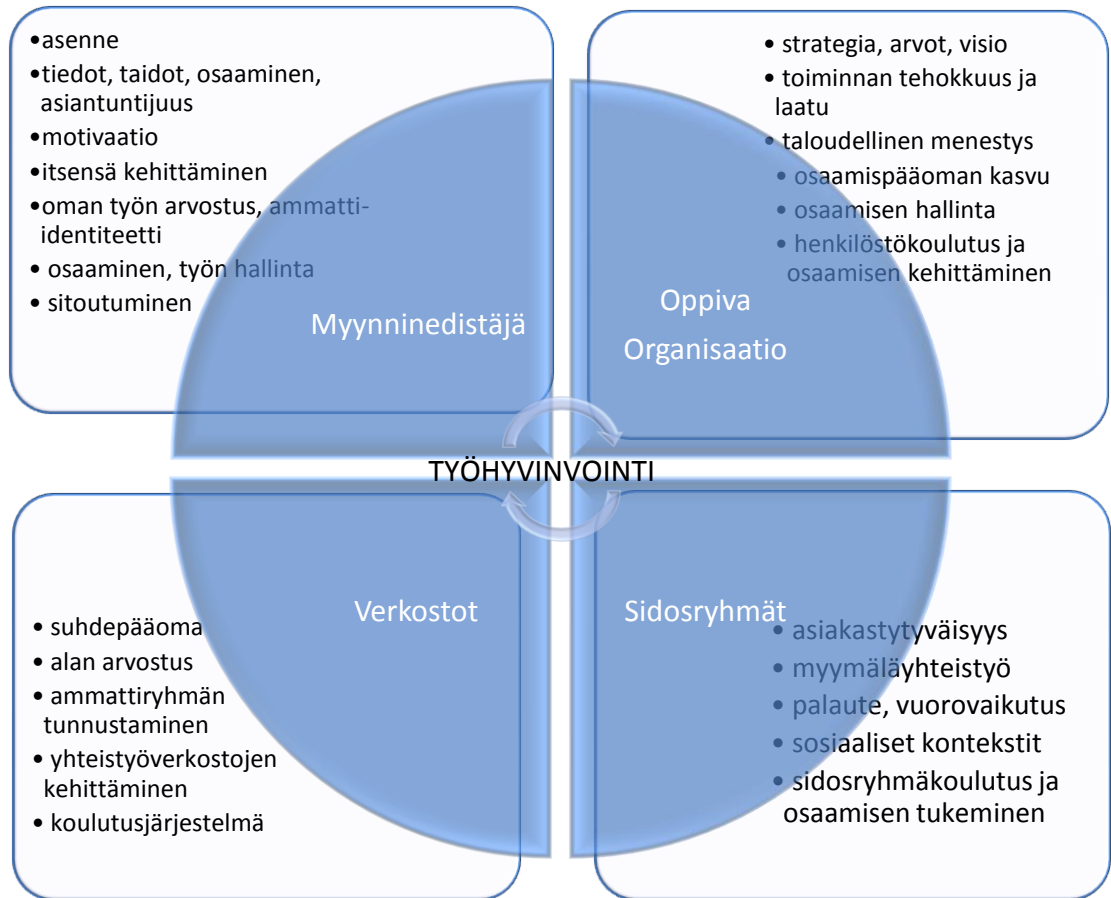 •asenne
•tiedot, taidot, osaaminen,
asiantuntijuus
•motivaatio
•itsensä kehittäminen
•oman työn arvostus, ammatti-
identiteetti
• osaaminen, työn hallinta
• sitoutuminen
Myynninedistäjä
• strategia, arvot, visio
• toiminnan tehokkuus ja
laatu
• taloudellinen menestys
• osaamispääoman kasvu
• osaamisen hallinta
• henkilöstökoulutus ja
osaamisen kehittäminen
Oppiva
Organisaatio
TYÖHYVINVOINTI
Verkostot
• suhdepääoma
• alan arvostus
• ammattiryhmän
tunnustaminen
• yhteistyöverkostojen
kehittäminen
• koulutusjärjestelmä
Sidosryhmät
• asiakastytyväisyys
• myymäläyhteistyö
• palaute, vuorovaikutus
• sosiaaliset kontekstit
• sidosryhmäkoulutus ja
osaamisen tukeminen